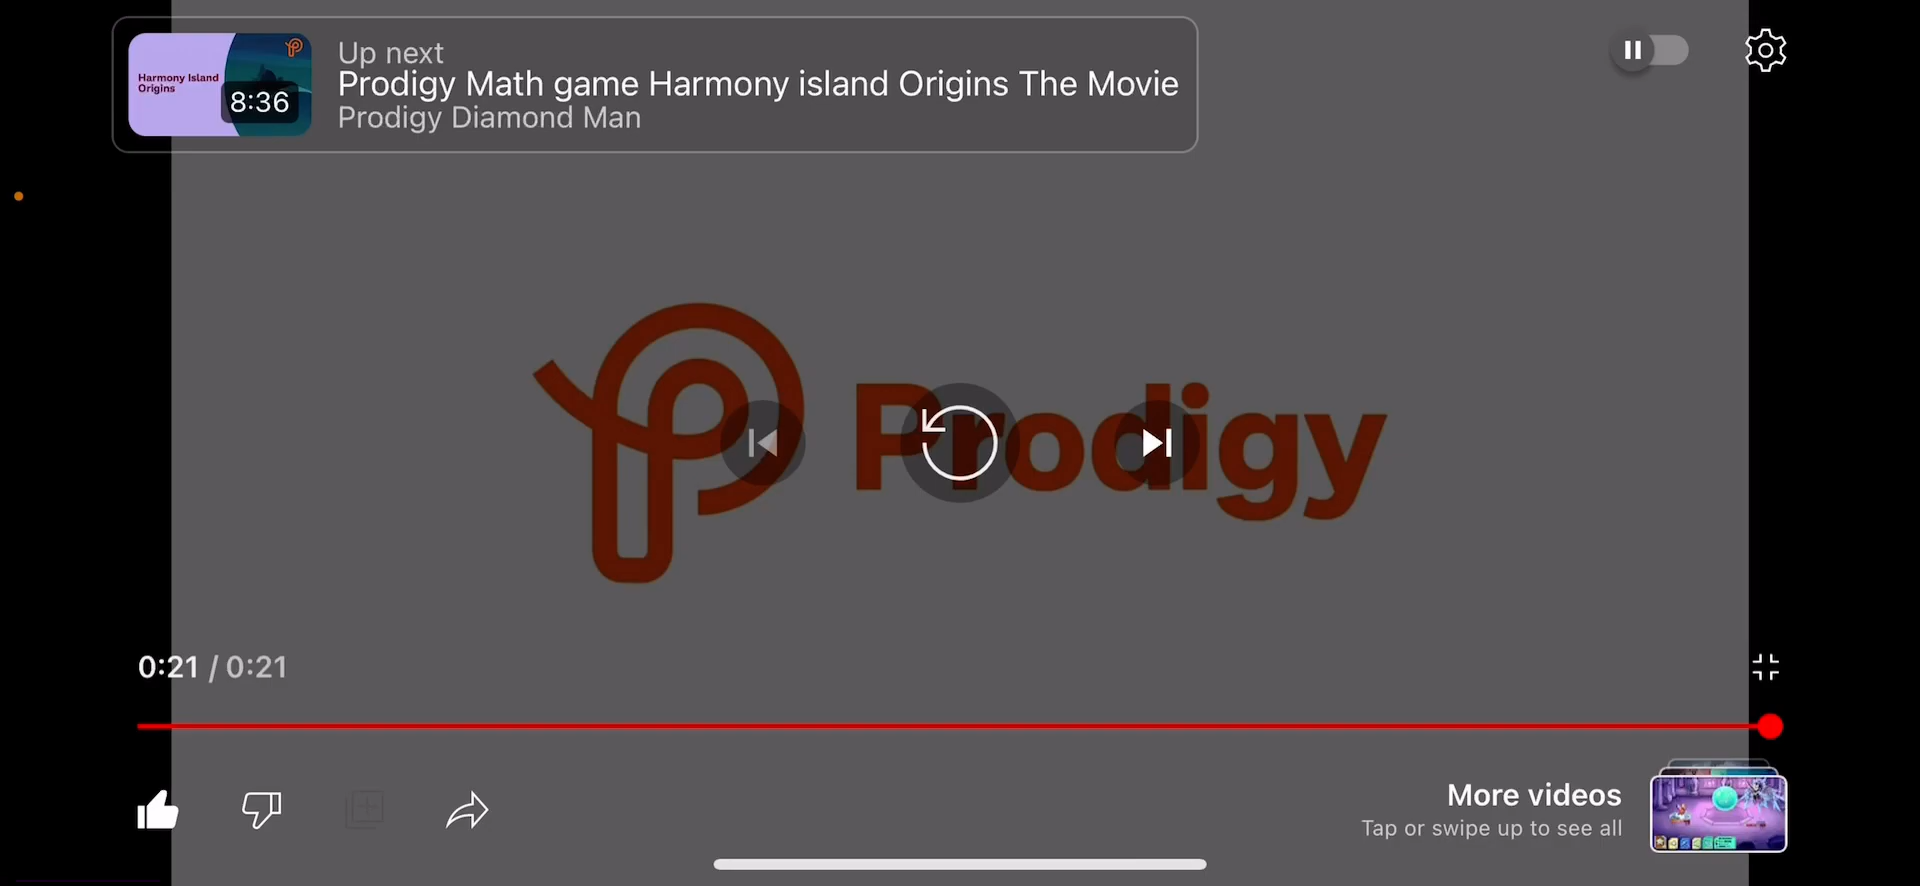 Harmony Island
Origins
8:36
Up next
Prodigy Math game Harmony island Origins The Movie
Prodigy Diamond Man
Prodigy
0:21 / 0:21
More videos
Tap or swipe up to see all